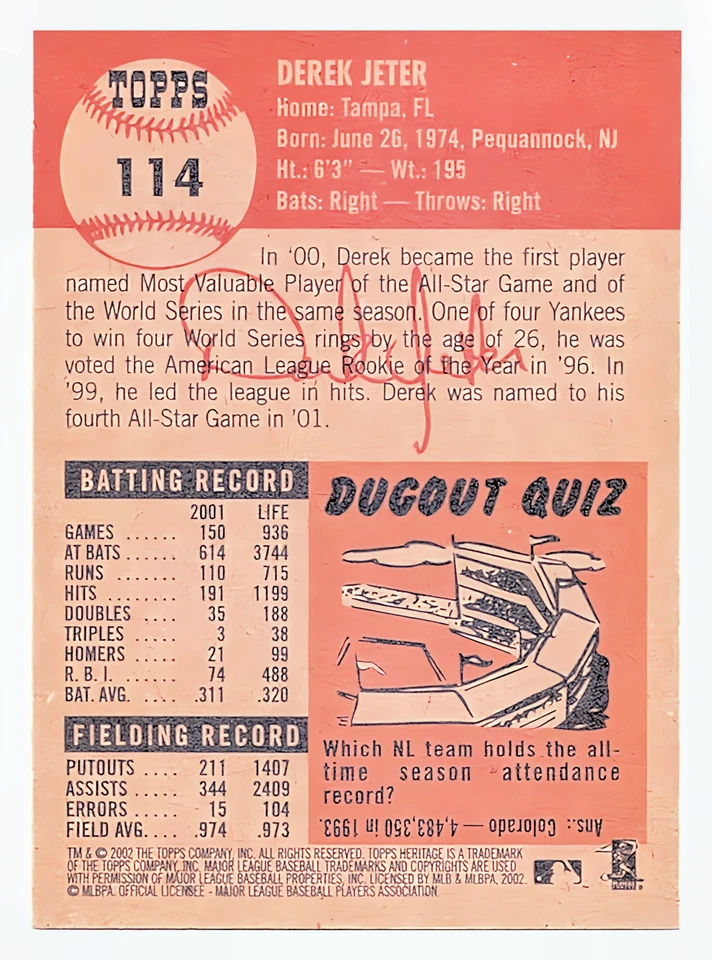 TOPPS
114
DEREK JETER
Home: Tampa, FL
Born: June 26, 1974, Pequannock, NJ
Ht.: 6'3" — Wt.: 195
Bats: Right — Throws: Right
In '00, Derek became the first player
named Most Valuable Player of the All-Star Game and of
the World Series in the same season. One of four Yankees
to win four World Series rings by the age of 26, he was
voted the American League Rookie of the Year in '96. In
'99, he led the league in hits. Derek was named to his
fourth All-Star Game in '01.
Derek Jeter
BATTING RECORD
2001 LIFE
GAMES ...... 150 936
AT BATS ..... 614 3744
RUNS ....... 110 715
HITS ........ 191 1199
DOUBLES .... 35 188
TRIPLES ..... 3 38
HOMERS ..... 21 99
R. B. I. ...... 74 488
BAT. AVG. .... .311 .320
FIELDING RECORD
PUTOUTS .... 211 1407
ASSISTS ..... 344 2409
ERRORS ..... 15 104
FIELD AVG. .... .974 .973
DUGOUT QUIZ
Which NL team holds the all-
time season attendance
record?
Ans.: Colorado — 4,483,350 in 1993.
TM & © 2002 THE TOPPS COMPANY, INC. ALL RIGHTS RESERVED. TOPPS HERITAGE IS A TRADEMARK
OF THE TOPPS COMPANY, INC. MAJOR LEAGUE BASEBALL TRADEMARKS AND COPYRIGHTS ARE USED
WITH PERMISSION OF MAJOR LEAGUE BASEBALL PROPERTIES, INC. LICENSED BY MLB & MLBPA, 2002.
© MLBPA. OFFICIAL LICENSEE - MAJOR LEAGUE BASEBALL PLAYERS ASSOCIATION.